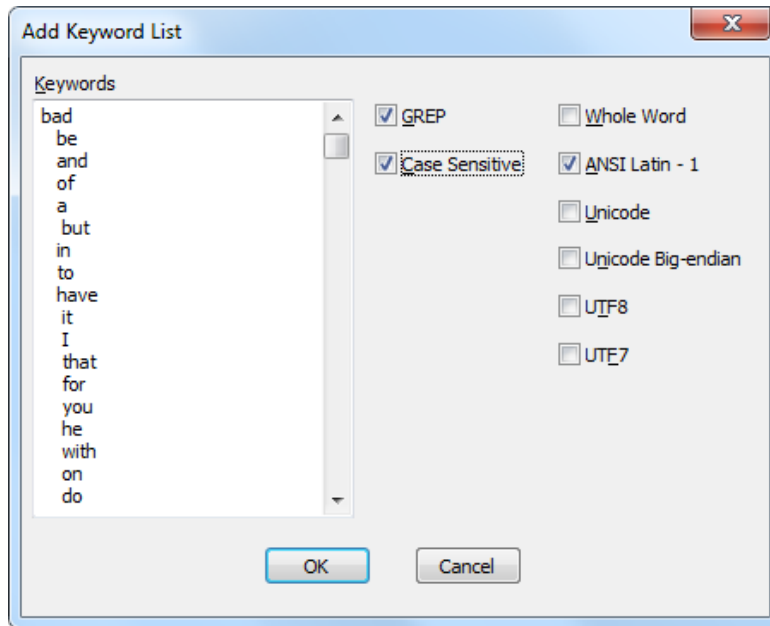 Add Keyword List
Keywords
bad
be
and
of
a
but
in
to
have
it
I
that
for
you
he
with
on
do
GREP
Case Sensitive
Whole Word
ANSI Latin - 1
Unicode
Unicode Big-endian
UTF8
UTF7
OK
Cancel